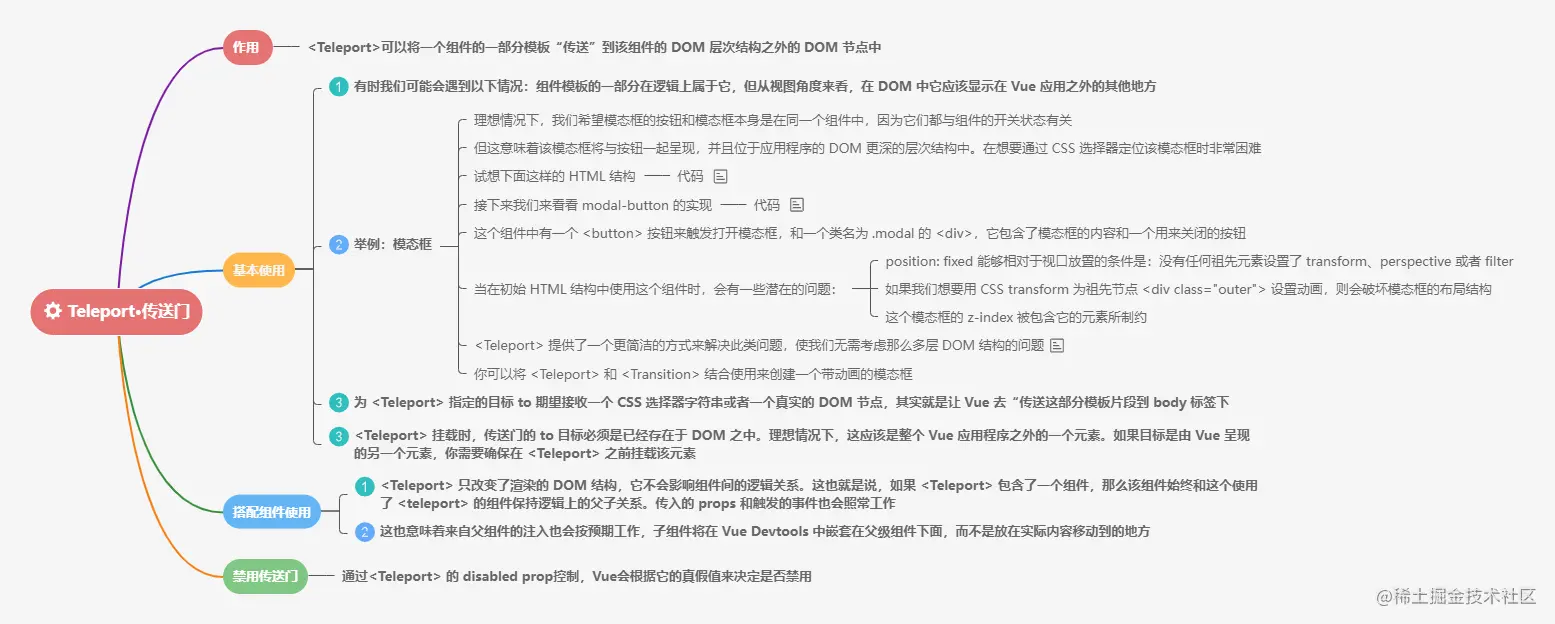 Teleport•传送门
作用
<Teleport>可以将一个组件的一部分模板“传送”到该组件的 DOM 层次结构之外的 DOM 节点中
基本使用
1 有时我们可能会遇到以下情况：组件模板的一部分在逻辑上属于它，但从视图角度来看，在 DOM 中它应该显示在 Vue 应用之外的其他地方
2 举例：模态框
理想情况下，我们希望模态框的按钮和模态框本身是在同一个组件中，因为它们都与组件的开关状态有关
但这意味着该模态框将与按钮一起呈现，并且位于应用程序的 DOM 更深的层次结构中。在想要通过 CSS 选择器定位该模态框时非常困难
试想下面这样的 HTML 结构 代码
接下来我们来看看 modal-button 的实现 代码
这个组件中有一个 <button> 按钮来触发打开模态框，和一个类名为 .modal 的 <div>，它包含了模态框的内容和一个用来关闭的按钮
当在初始 HTML 结构中使用这个组件时，会有一些潜在的问题：
position: fixed 能够相对于视口放置的条件是：没有任何祖先元素设置了 transform、perspective 或者 filter
如果我们想要用 CSS transform 为祖先节点 <div class="outer"> 设置动画，则会破坏模态框的布局结构
这个模态框的 z-index 被包含它的元素所制约
<Teleport> 提供了一个更简洁的方式来解决此类问题，使我们无需考虑那么多层 DOM 结构的问题
你可以将 <Teleport> 和 <Transition> 结合使用来创建一个带动画的模态框
3 为 <Teleport> 指定的目标 to 期望接收一个 CSS 选择器字符串或者一个真实的 DOM 节点，其实就是让 Vue 去“传送这部分模板片段到 body 标签下
3 <Teleport> 挂载时，传送门的 to 目标必须是已经存在于 DOM 之中。理想情况下，这应该是整个 Vue 应用程序之外的一个元素。如果目标是由 Vue 呈现
的另一个元素，你需要确保在 <Teleport> 之前挂载该元素
搭配组件使用
1 <Teleport> 只改变了渲染的 DOM 结构，它不会影响组件间的逻辑关系。这也就是说，如果 <Teleport> 包含了一个组件，那么该组件始终和这个使用
了 <teleport> 的组件保持逻辑上的父子关系。传入的 props 和触发的事件也会照常工作
2 这也意味着来自父组件的注入也会按预期工作，子组件将在 Vue Devtools 中嵌套在父级组件下面，而不是放在实际内容移动到的地方
禁用传送门
通过<Teleport> 的 disabled prop控制，Vue会根据它的真假值来决定是否禁用
@稀土掘金技术社区